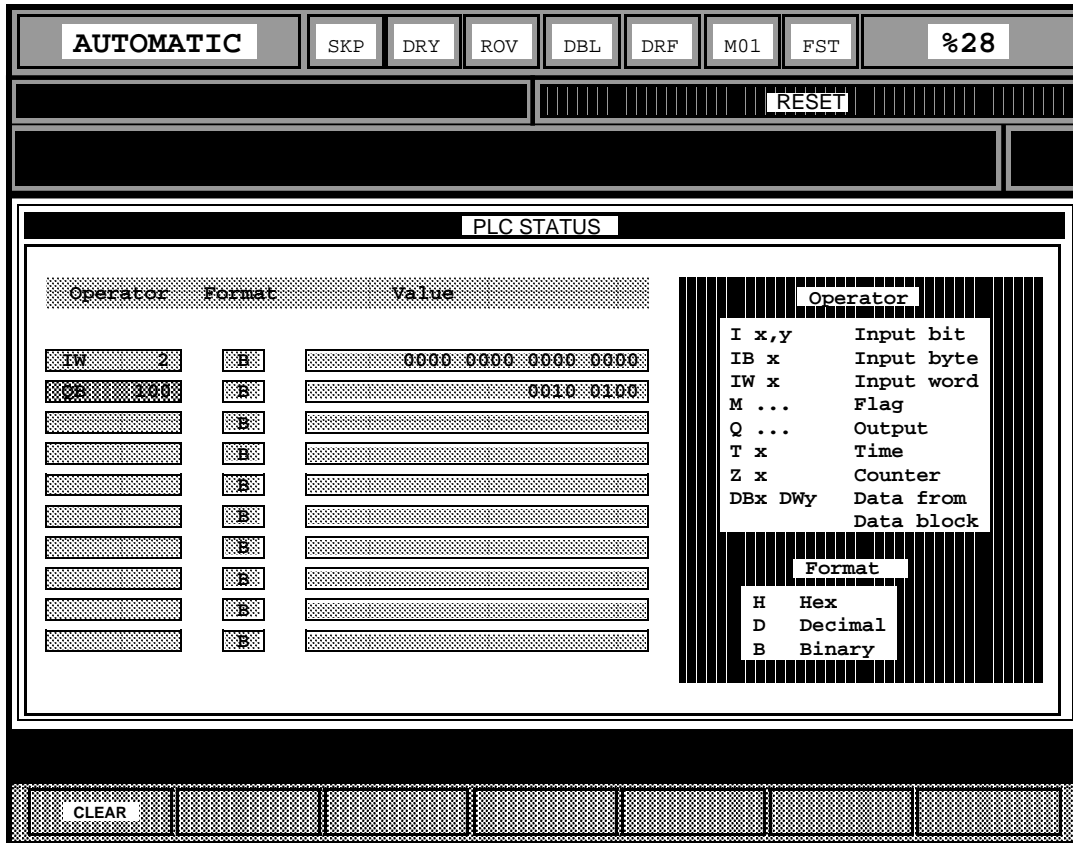 AUTOMATIC SKP DRY ROV DBL DRF M01 FST %28
RESET
PLC STATUS
Operator Format Value
IW 2 B 0000 0000 0000 0000
QB 100 B 0010 0100
B
B
B
B
B
B
B
B
Operator
I x,y Input bit
IB x Input byte
IW x Input word
M ... Flag
Q ... Output
T x Time
Z x Counter
DBx DWy Data from
Data block
Format
H Hex
D Decimal
B Binary
CLEAR